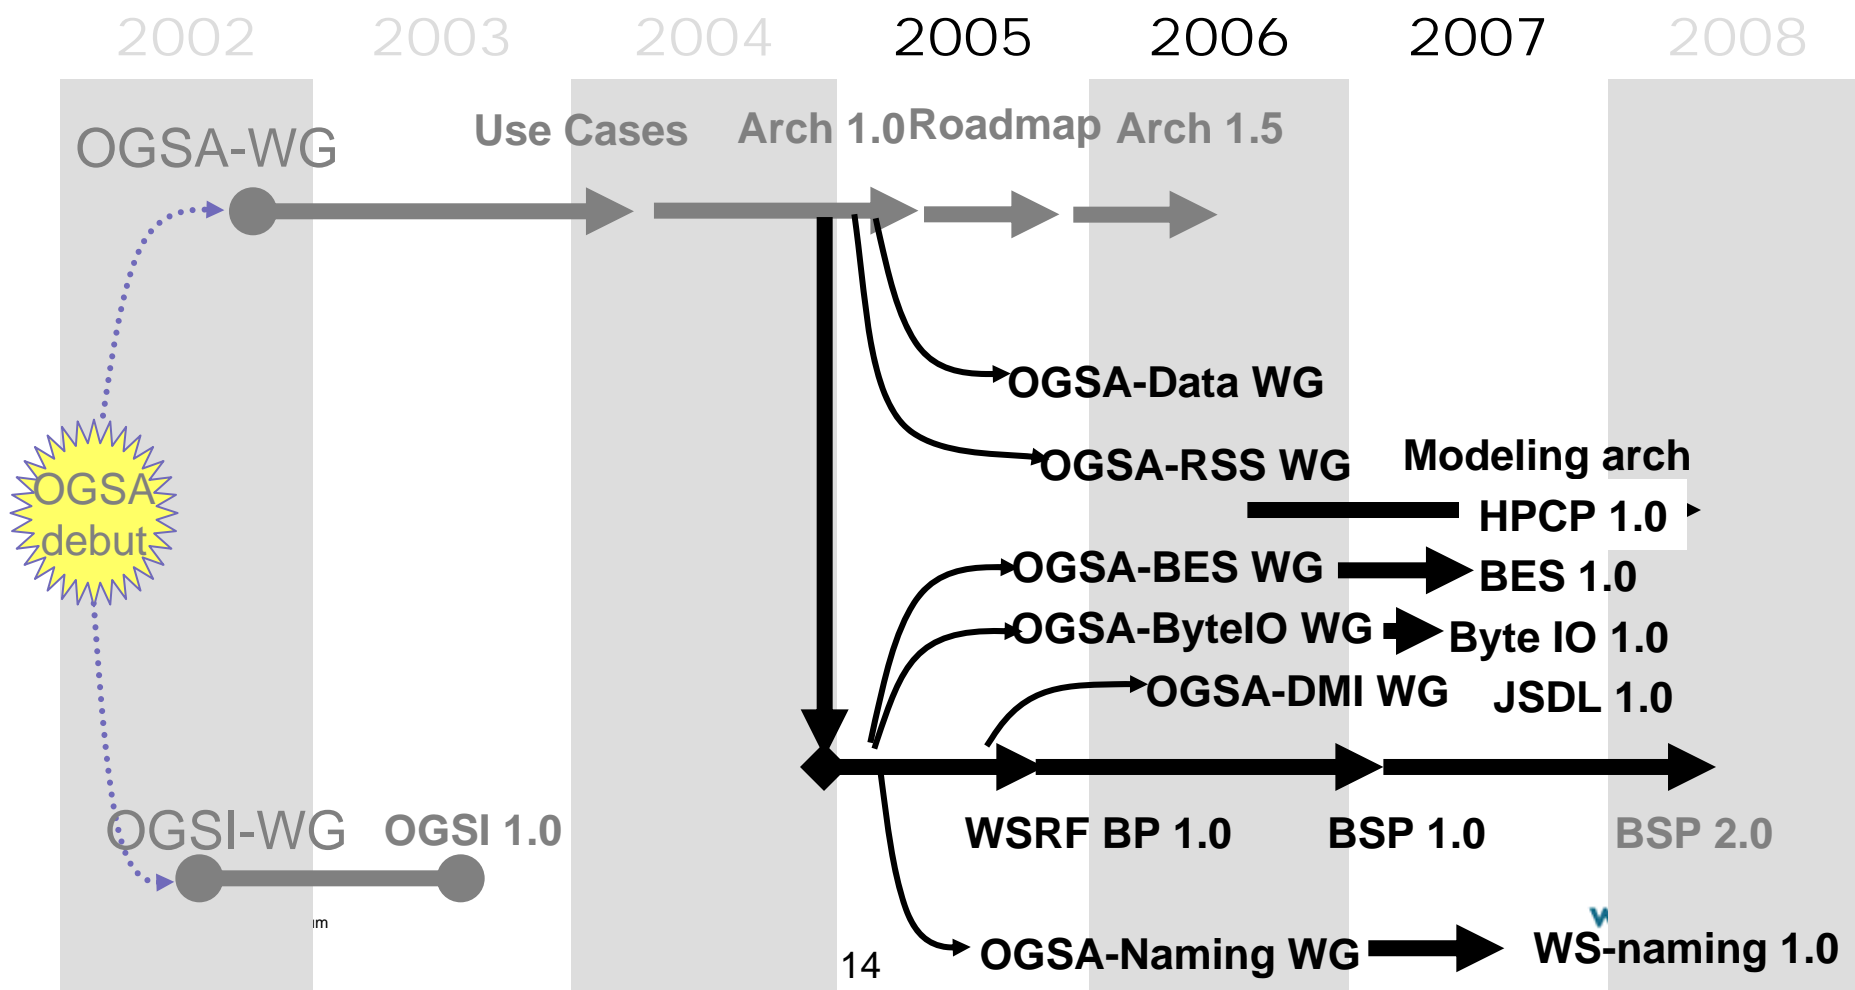 2002 2003 2004 2005 2006 2007 2008
OGSA-WG
Use Cases
Arch 1.0
Roadmap
Arch 1.5
OGSA-Data WG
OGSA-RSS WG
Modeling arch
HPCP 1.0
OGSA
debut
OGSA-BES WG
BES 1.0
OGSA-ByteIO WG
Byte IO 1.0
OGSA-DMI WG
JSDL 1.0
OGSI-WG
OGSI 1.0
WSRF BP 1.0
BSP 1.0
BSP 2.0
OGSA-Naming WG
WS-naming 1.0
14